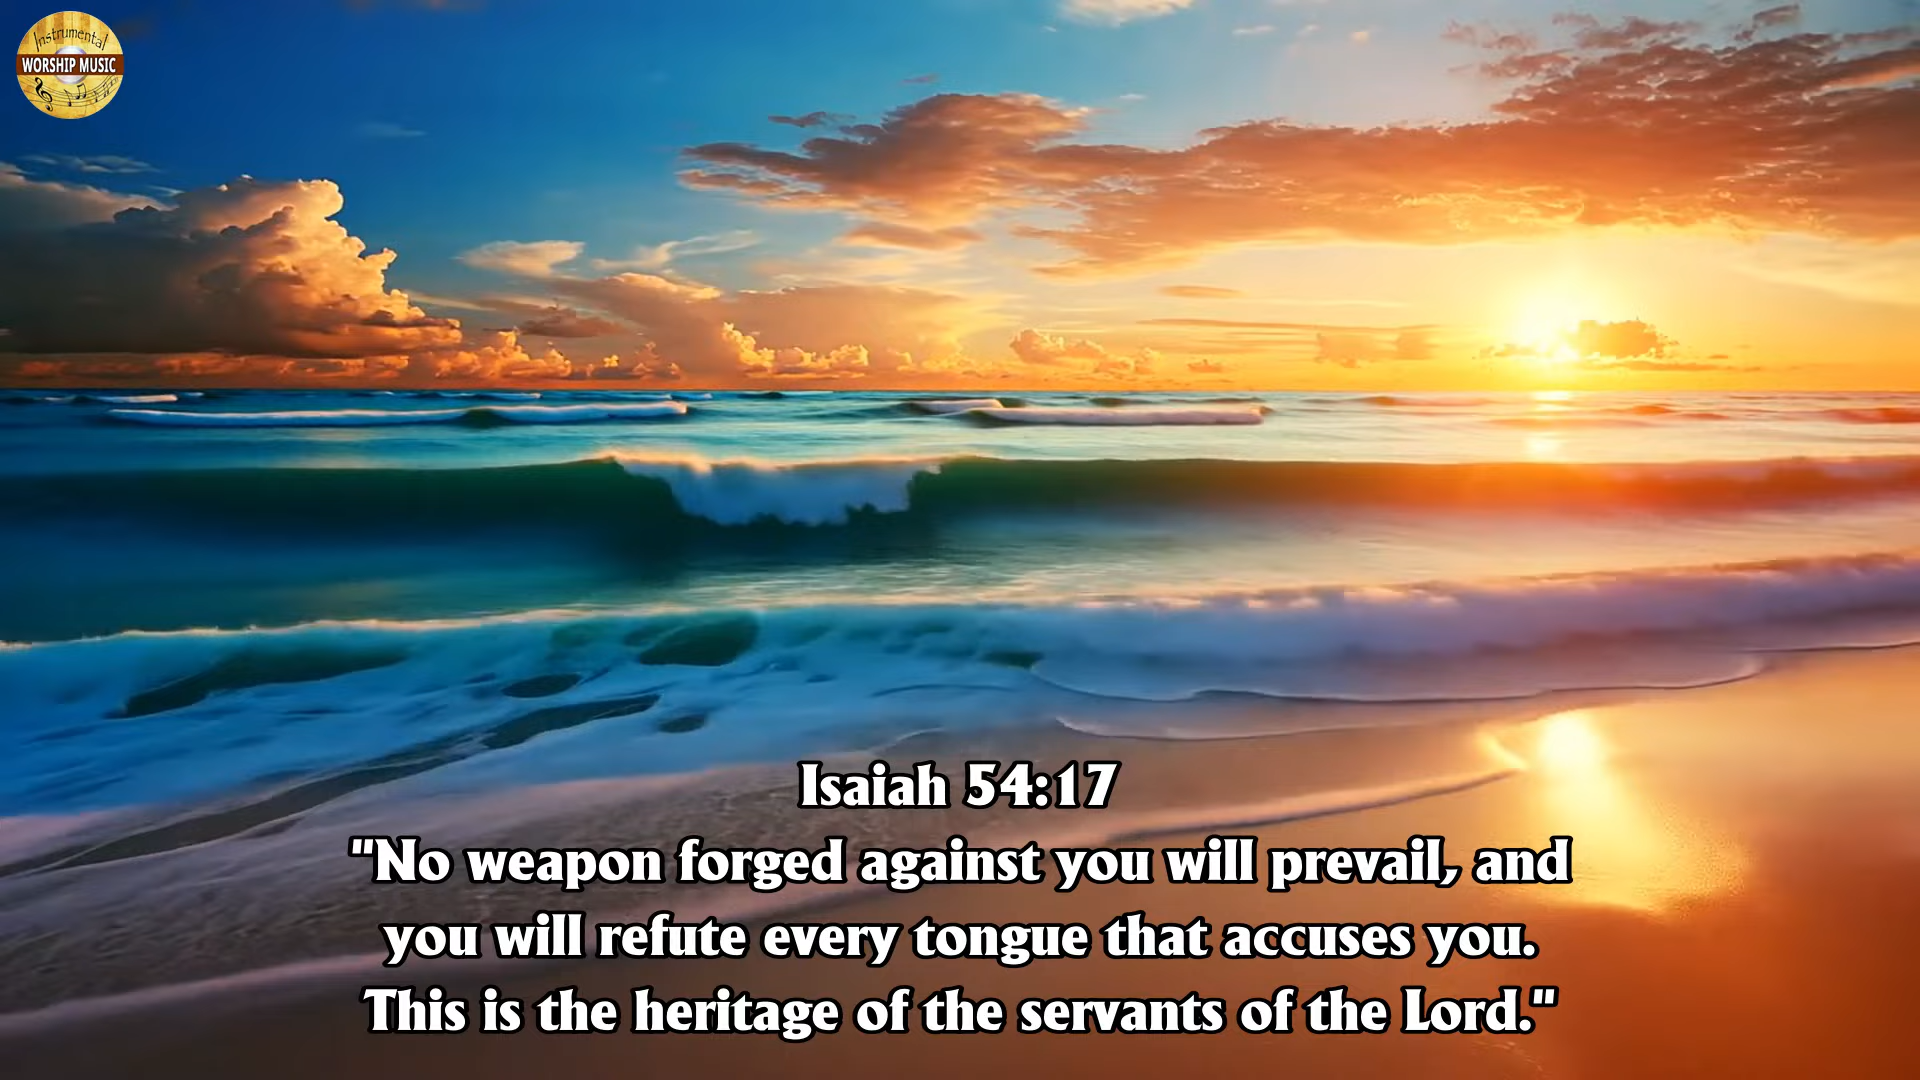 Instrumental
WORSHIP MUSIC
Isaiah 54:17
"No weapon forged against you will prevail, and
you will refute every tongue that accuses you.
This is the heritage of the servants of the Lord."